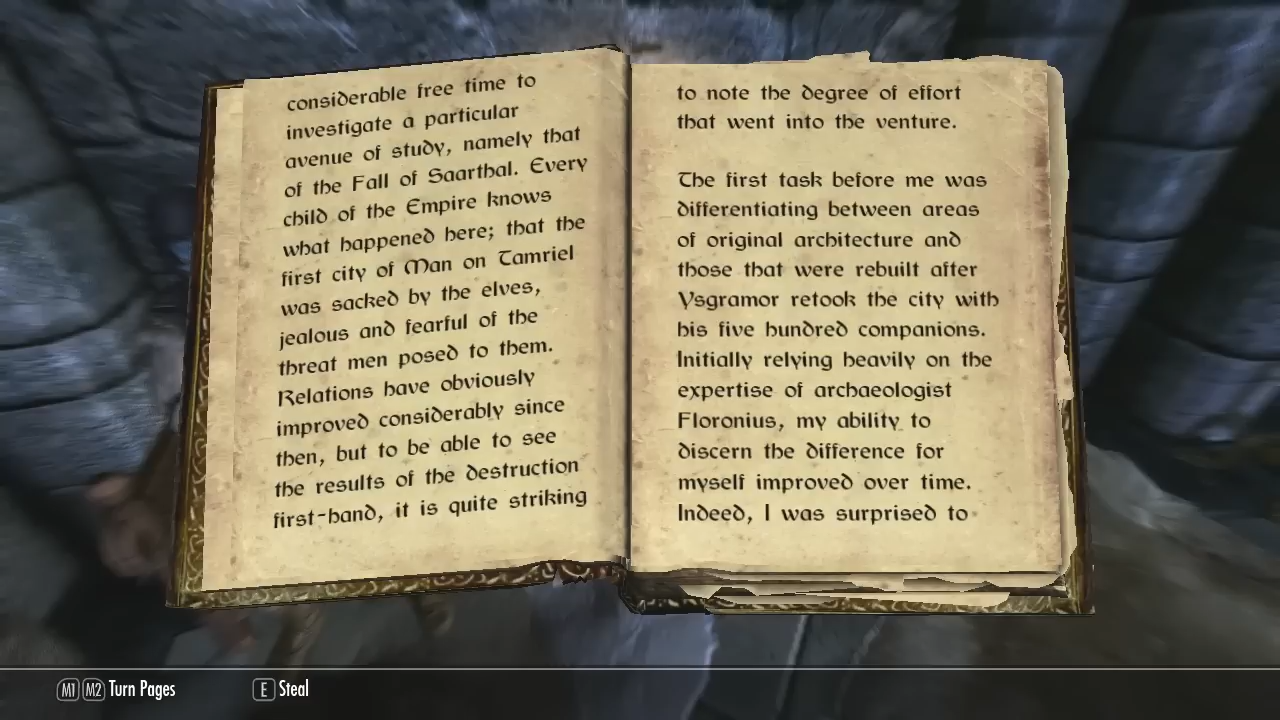 considerable free time to
investigate a particular
avenue of study, namely that
of the Fall of Saarthal. Every
child of the Empire knows
what happened here; that the
first city of Man on Tamriel
was sacked by the elves,
jealous and fearful of the
threat men posed to them.
Relations have obviously
improved considerably since
then, but to be able to see
the results of the destruction
first-hand, it is quite striking
to note the degree of effort
that went into the venture.
The first task before me was
differentiating between areas
of original architecture and
those that were rebuilt after
Ysgramor retook the city with
his five hundred companions.
Initially relying heavily on the
expertise of archaeologist
Floronius, my ability to
discern the difference for
myself improved over time.
Indeed, I was surprised to
M1 M2 Turn Pages
E Steal